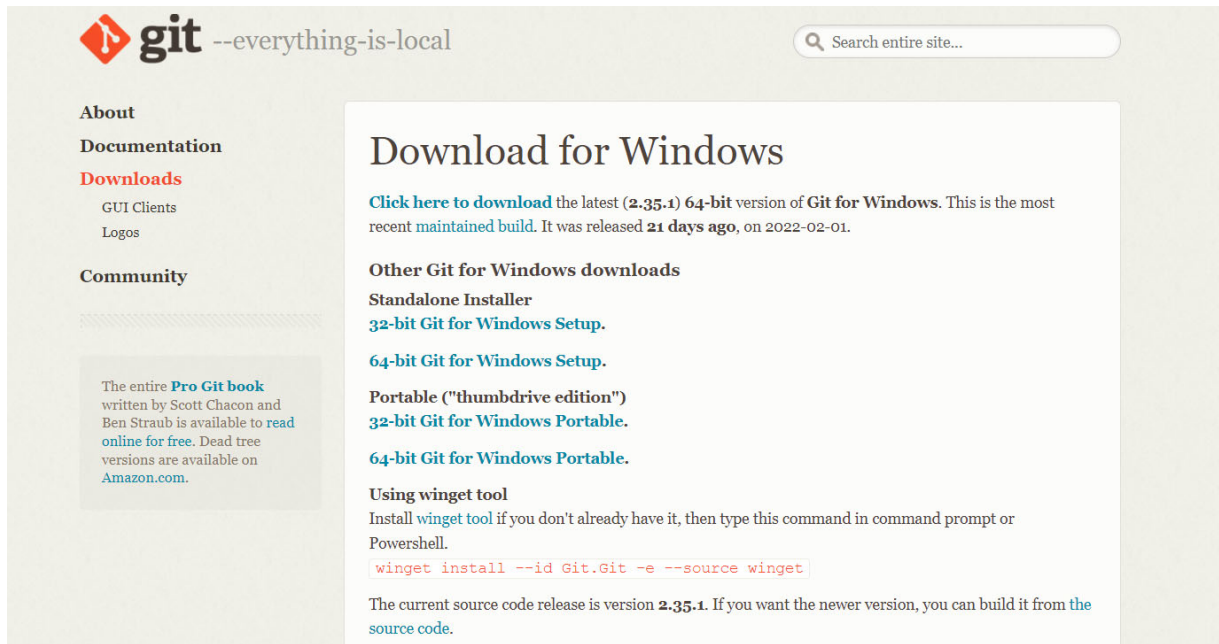 git --everything-is-local
Search entire site...
About
Documentation
Downloads
GUI Clients
Logos
Community
The entire Pro Git book
written by Scott Chacon and
Ben Straub is available to read
online for free. Dead tree
versions are available on
Amazon.com.
Download for Windows
Click here to download the latest (2.35.1) 64-bit version of Git for Windows. This is the most
recent maintained build. It was released 21 days ago, on 2022-02-01.
Other Git for Windows downloads
Standalone Installer
32-bit Git for Windows Setup.
64-bit Git for Windows Setup.
Portable ("thumbdrive edition")
32-bit Git for Windows Portable.
64-bit Git for Windows Portable.
Using winget tool
Install winget tool if you don't already have it, then type this command in command prompt or
Powershell.
winget install --id Git.Git -e --source winget
The current source code release is version 2.35.1. If you want the newer version, you can build it from the
source code.